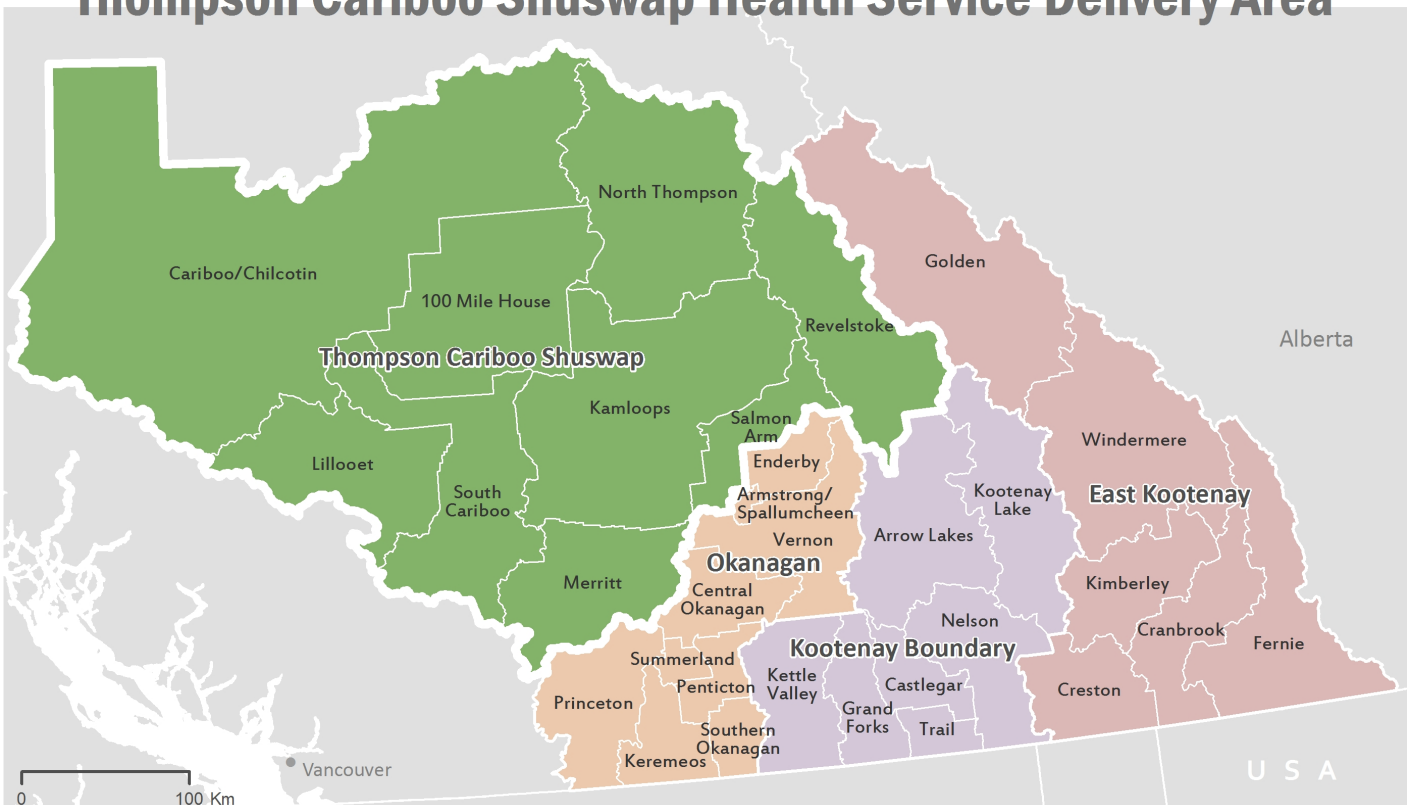 Thompson Cariboo Shuswap Health Service Delivery Area
North Thompson
Golden
Cariboo/Chilcotin
100 Mile House
Revelstoke
Alberta
Thompson Cariboo Shuswap
Kamloops
Salmon
Arm
Windermere
Lillooet
Enderby
East Kootenay
South
Cariboo
Armstrong/
Spallumcheen
Kootenay
Lake
Arrow Lakes
Vernon
Okanagan
Merritt
Central
Okanagan
Kimberley
Nelson
Cranbrook
Fernie
Kootenay Boundary
Summerland
Penticton
Kettle
Valley
Castlegar
Creston
Princeton
Grand
Forks
Trail
Southern
Okanagan
Keremeos
Vancouver
USA
0 100 Km